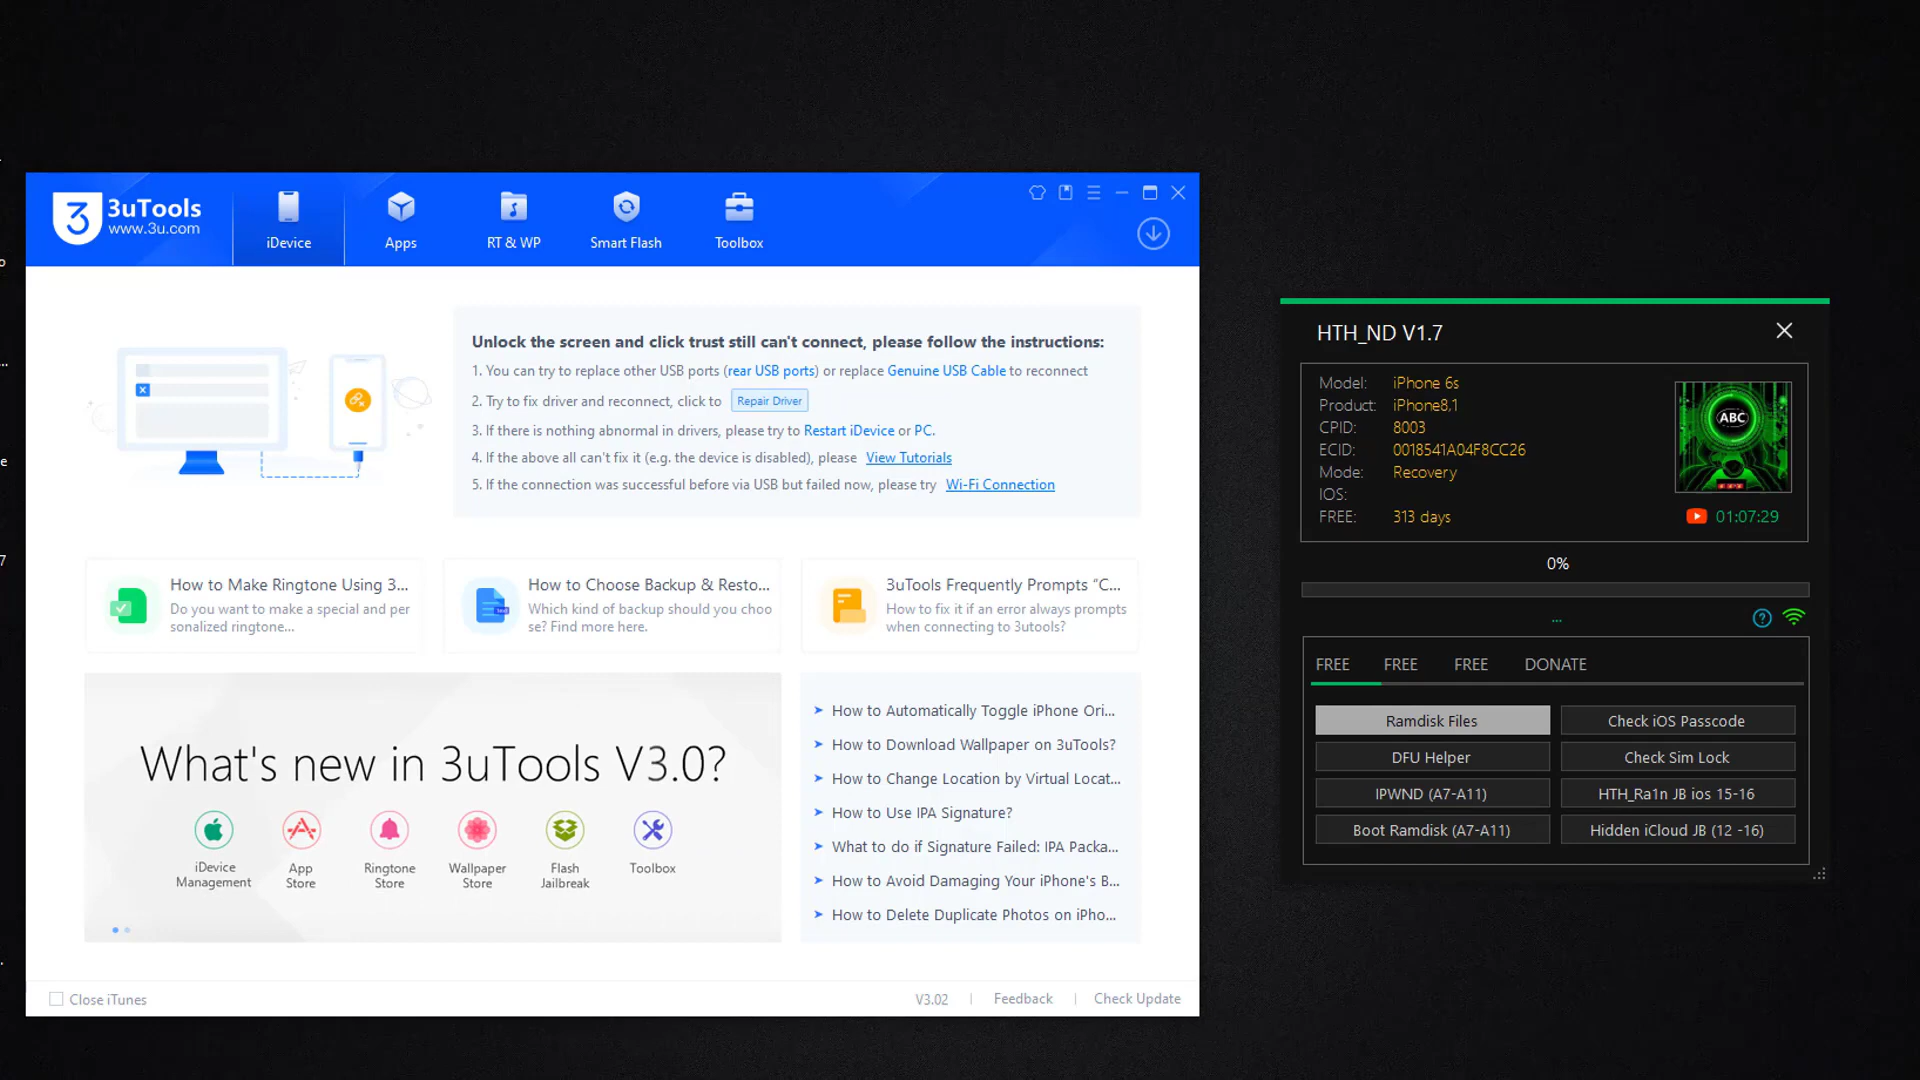 3uTools
www.3u.com
iDevice
Apps
RT & WP
Smart Flash
Toolbox
Unlock the screen and click trust still can't connect, please follow the instructions:
1. You can try to replace other USB ports (rear USB ports) or replace Genuine USB Cable to reconnect
2. Try to fix driver and reconnect, click to Repair Driver
3. If there is nothing abnormal in drivers, please try to Restart iDevice or PC.
4. If the above all can't fix it (e.g. the device is disabled), please View Tutorials
5. If the connection was successful before via USB but failed now, please try Wi-Fi Connection
How to Make Ringtone Using 3...
Do you want to make a special and per
sonalized ringtone...
How to Choose Backup & Resto...
Which kind of backup should you choo
se? Find more here.
3uTools Frequently Prompts “C...
How to fix it if an error always prompts
when connecting to 3utools?
What's new in 3uTools V3.0?
iDevice
Management
App
Store
Ringtone
Store
Wallpaper
Store
Flash
Jailbreak
Toolbox
How to Automatically Toggle iPhone Ori...
How to Download Wallpaper on 3uTools?
How to Change Location by Virtual Locat...
How to Use IPA Signature?
What to do if Signature Failed: IPA Packa...
How to Avoid Damaging Your iPhone's B...
How to Delete Duplicate Photos on iPho...
Close iTunes
V3.02
Feedback
Check Update
HTH_ND V1.7
Model: iPhone 6s
Product: iPhone8,1
CPID: 8003
ECID: 0018541A04F8CC26
Mode: Recovery
IOS:
FREE: 313 days
ABC
01:07:29
0%
...
FREE FREE FREE DONATE
Ramdisk Files
Check iOS Passcode
DFU Helper
Check Sim Lock
IPWND (A7-A11)
HTH_Ra1n JB ios 15-16
Boot Ramdisk (A7-A11)
Hidden iCloud JB (12 -16)